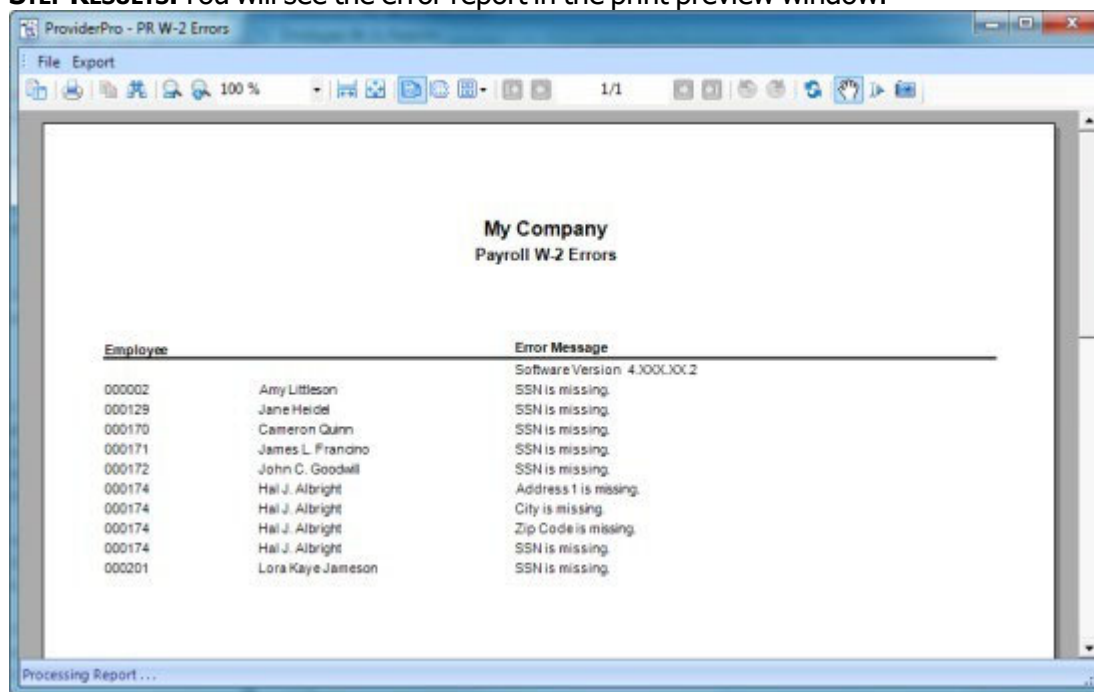 STEP RESULTS: You will see the error report in the print preview window.
ProviderPro - PR W-2 Errors
File Export
100 % 1/1
My Company
Payroll W-2 Errors
Employee Error Message
Software Version 4.XXX.XX.2
000002 Amy Littleson SSN is missing.
000129 Jane Heidel SSN is missing.
000170 Cameron Quinn SSN is missing.
000171 James L. Francino SSN is missing.
000172 John C. Goodwill SSN is missing.
000174 Hal J. Albright Address 1 is missing.
000174 Hal J. Albright City is missing.
000174 Hal J. Albright Zip Code is missing.
000174 Hal J. Albright SSN is missing.
000201 Lora Kaye Jameson SSN is missing.
Processing Report ...